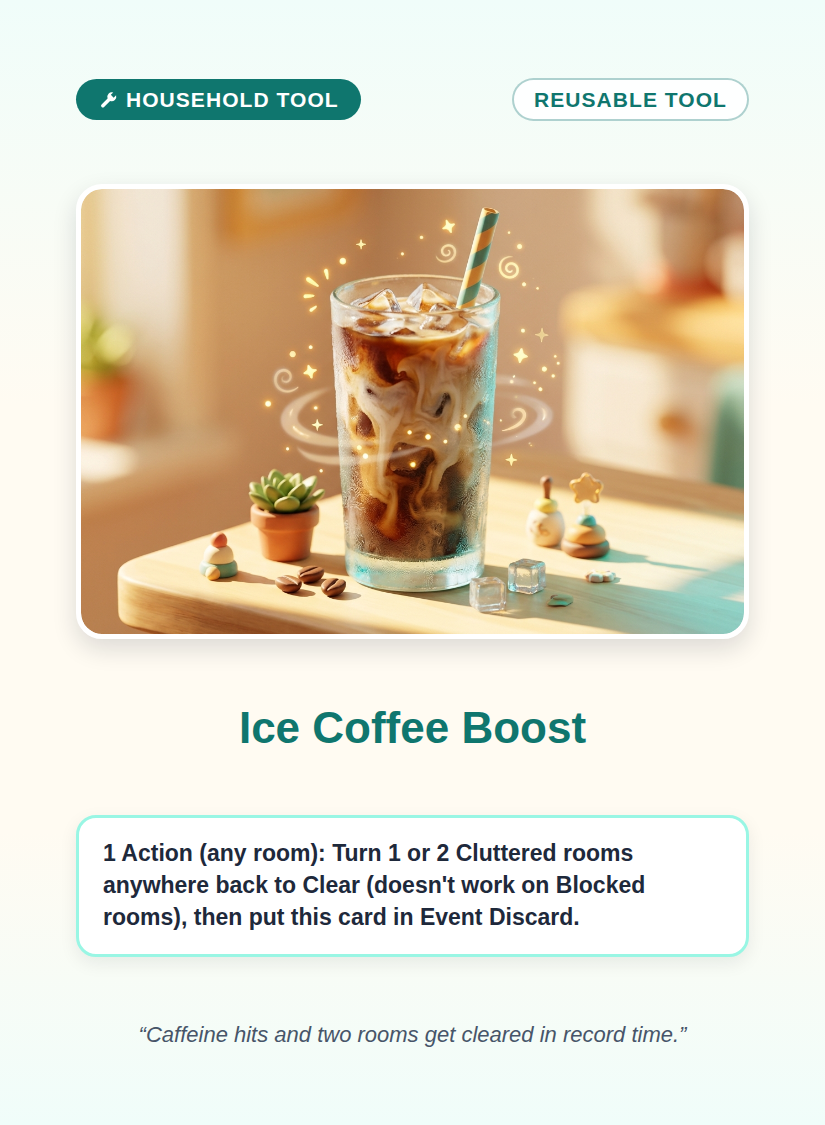 HOUSEHOLD TOOL
REUSABLE TOOL
Ice Coffee Boost
1 Action (any room): Turn 1 or 2 Cluttered rooms
anywhere back to Clear (doesn't work on Blocked
rooms), then put this card in Event Discard.
“Caffeine hits and two rooms get cleared in record time.”